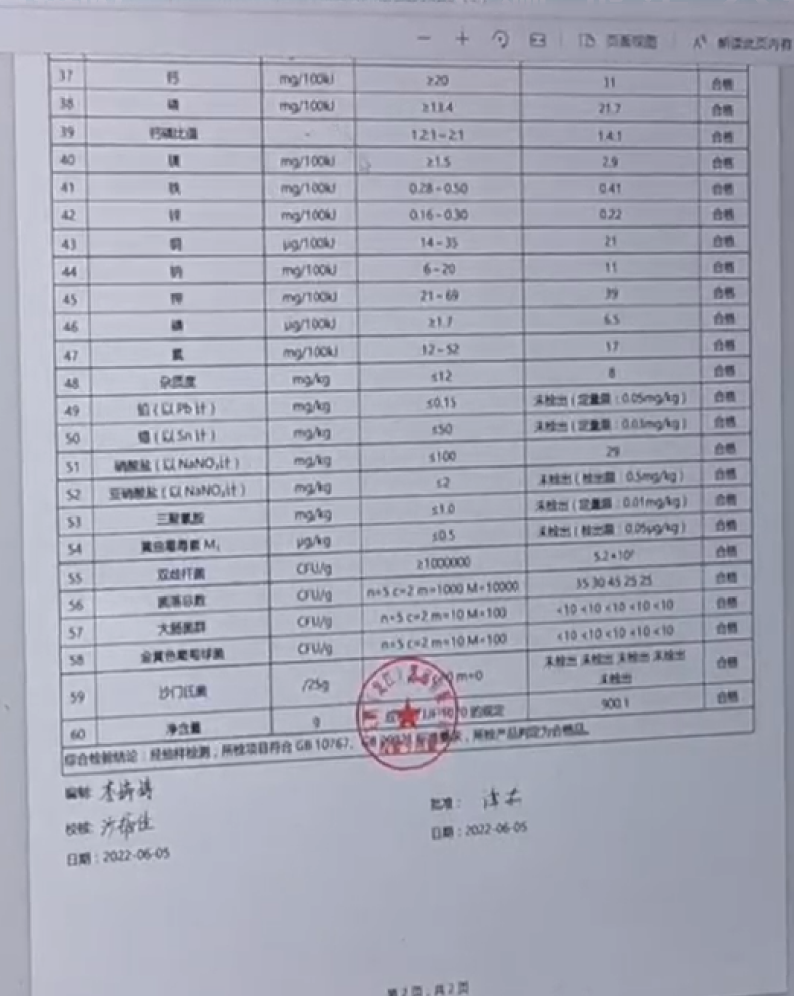 页面视图
37 钙 mg/100kJ ≥20 31 合格
38 磷 mg/100kJ ≥13.4 21.7 合格
39 钙磷比值 - 1.2:1~2:1 1.4:1 合格
40 镁 mg/100kJ ≥1.5 2.9 合格
41 铁 mg/100kJ 0.28~0.50 0.41 合格
42 锌 mg/100kJ 0.16~0.30 0.22 合格
43 铜 μg/100kJ 14~35 21 合格
44 钠 mg/100kJ 6~20 11 合格
45 钾 mg/100kJ 21~69 39 合格
46 碘 μg/100kJ ≥1.7 6.5 合格
47 氯 mg/100kJ 12~52 17 合格
48 杂质度 mg/kg ≤12 8 合格
49 铅（以 Pb 计） mg/kg ≤0.15 未检出（定量限：0.05mg/kg） 合格
50 锡（以 Sn 计） mg/kg ≤50 未检出（定量限：0.03mg/kg） 合格
51 硝酸盐（以 NaNO₃计） mg/kg ≤100 29 合格
52 亚硝酸盐（以 NaNO₂计） mg/kg ≤2 未检出（检出限：0.5mg/kg） 合格
53 三聚氰胺 mg/kg ≤1.0 未检出（定量限：0.01mg/kg） 合格
54 黄曲霉毒素 M₁ μg/kg ≤0.5 未检出（检出限：0.05μg/kg） 合格
55 双歧杆菌 CFU/g ≥1000000 合格
56 菌落总数 CFU/g n=5 c=2 m=1000 M=10000 35 30 45 25 25 合格
57 大肠菌群 CFU/g n=5 c=2 m=10 M=100 <10 <10 <10 <10 <10 合格
58 金黄色葡萄球菌 CFU/g n=5 c=2 m=10 M=100 <10 <10 <10 <10 <10 合格
59 沙门氏菌 /25g m=0 未检出 未检出 未检出 未检出 未检出 合格
60 净含量 g 的规定 900.1 合格
综合检验结论：经抽样检测，所检项目符合 GB 10767、 标准要求，所检产品判定为合格品。
编制:
批准：
校核:
日期：2022-06-05
日期：2022-06-05
第 2 页，共 2 页